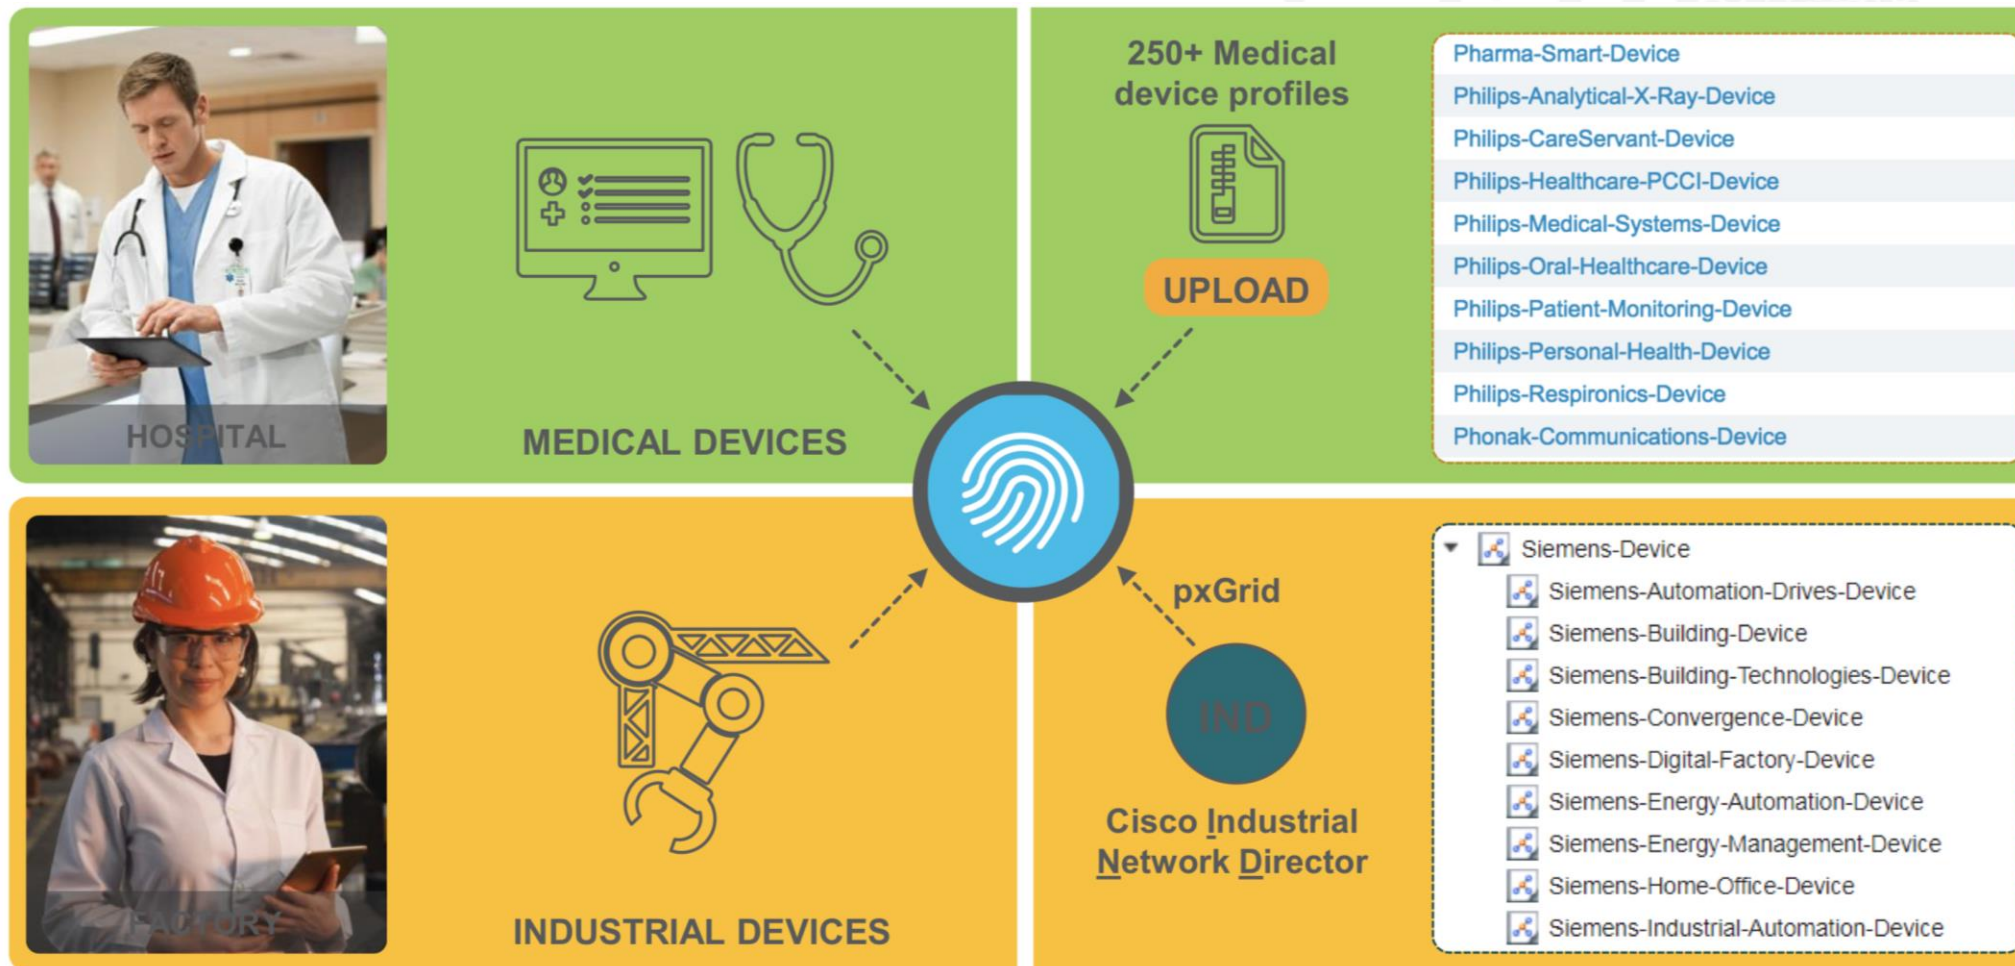 HOSPITAL
MEDICAL DEVICES
250+ Medical
device profiles
UPLOAD
Pharma-Smart-Device
Philips-Analytical-X-Ray-Device
Philips-CareServant-Device
Philips-Healthcare-PCCI-Device
Philips-Medical-Systems-Device
Philips-Oral-Healthcare-Device
Philips-Patient-Monitoring-Device
Philips-Personal-Health-Device
Philips-Respironics-Device
Phonak-Communications-Device
FACTORY
INDUSTRIAL DEVICES
pxGrid
IND
Cisco Industrial
Network Director
Siemens-Device
Siemens-Automation-Drives-Device
Siemens-Building-Device
Siemens-Building-Technologies-Device
Siemens-Convergence-Device
Siemens-Digital-Factory-Device
Siemens-Energy-Automation-Device
Siemens-Energy-Management-Device
Siemens-Home-Office-Device
Siemens-Industrial-Automation-Device